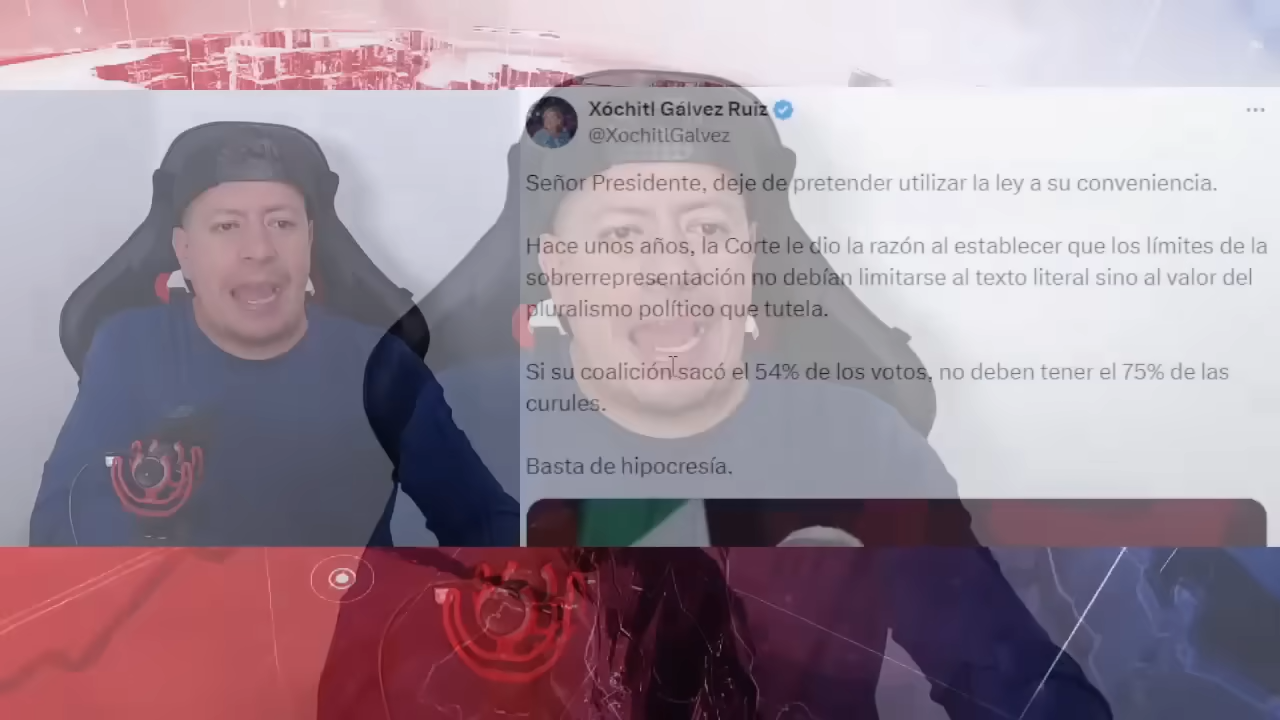 Xóchitl Gálvez Ruiz
@XochitlGalvez
Señor Presidente, deje de pretender utilizar la ley a su conveniencia.
Hace unos años, la Corte le dio la razón al establecer que los límites de la
sobrerrepresentación no debían limitarse al texto literal sino al valor del
pluralismo político que tutela.
Si su coalición sacó el 54% de los votos, no deben tener el 75% de las
curules.
Basta de hipocresía.